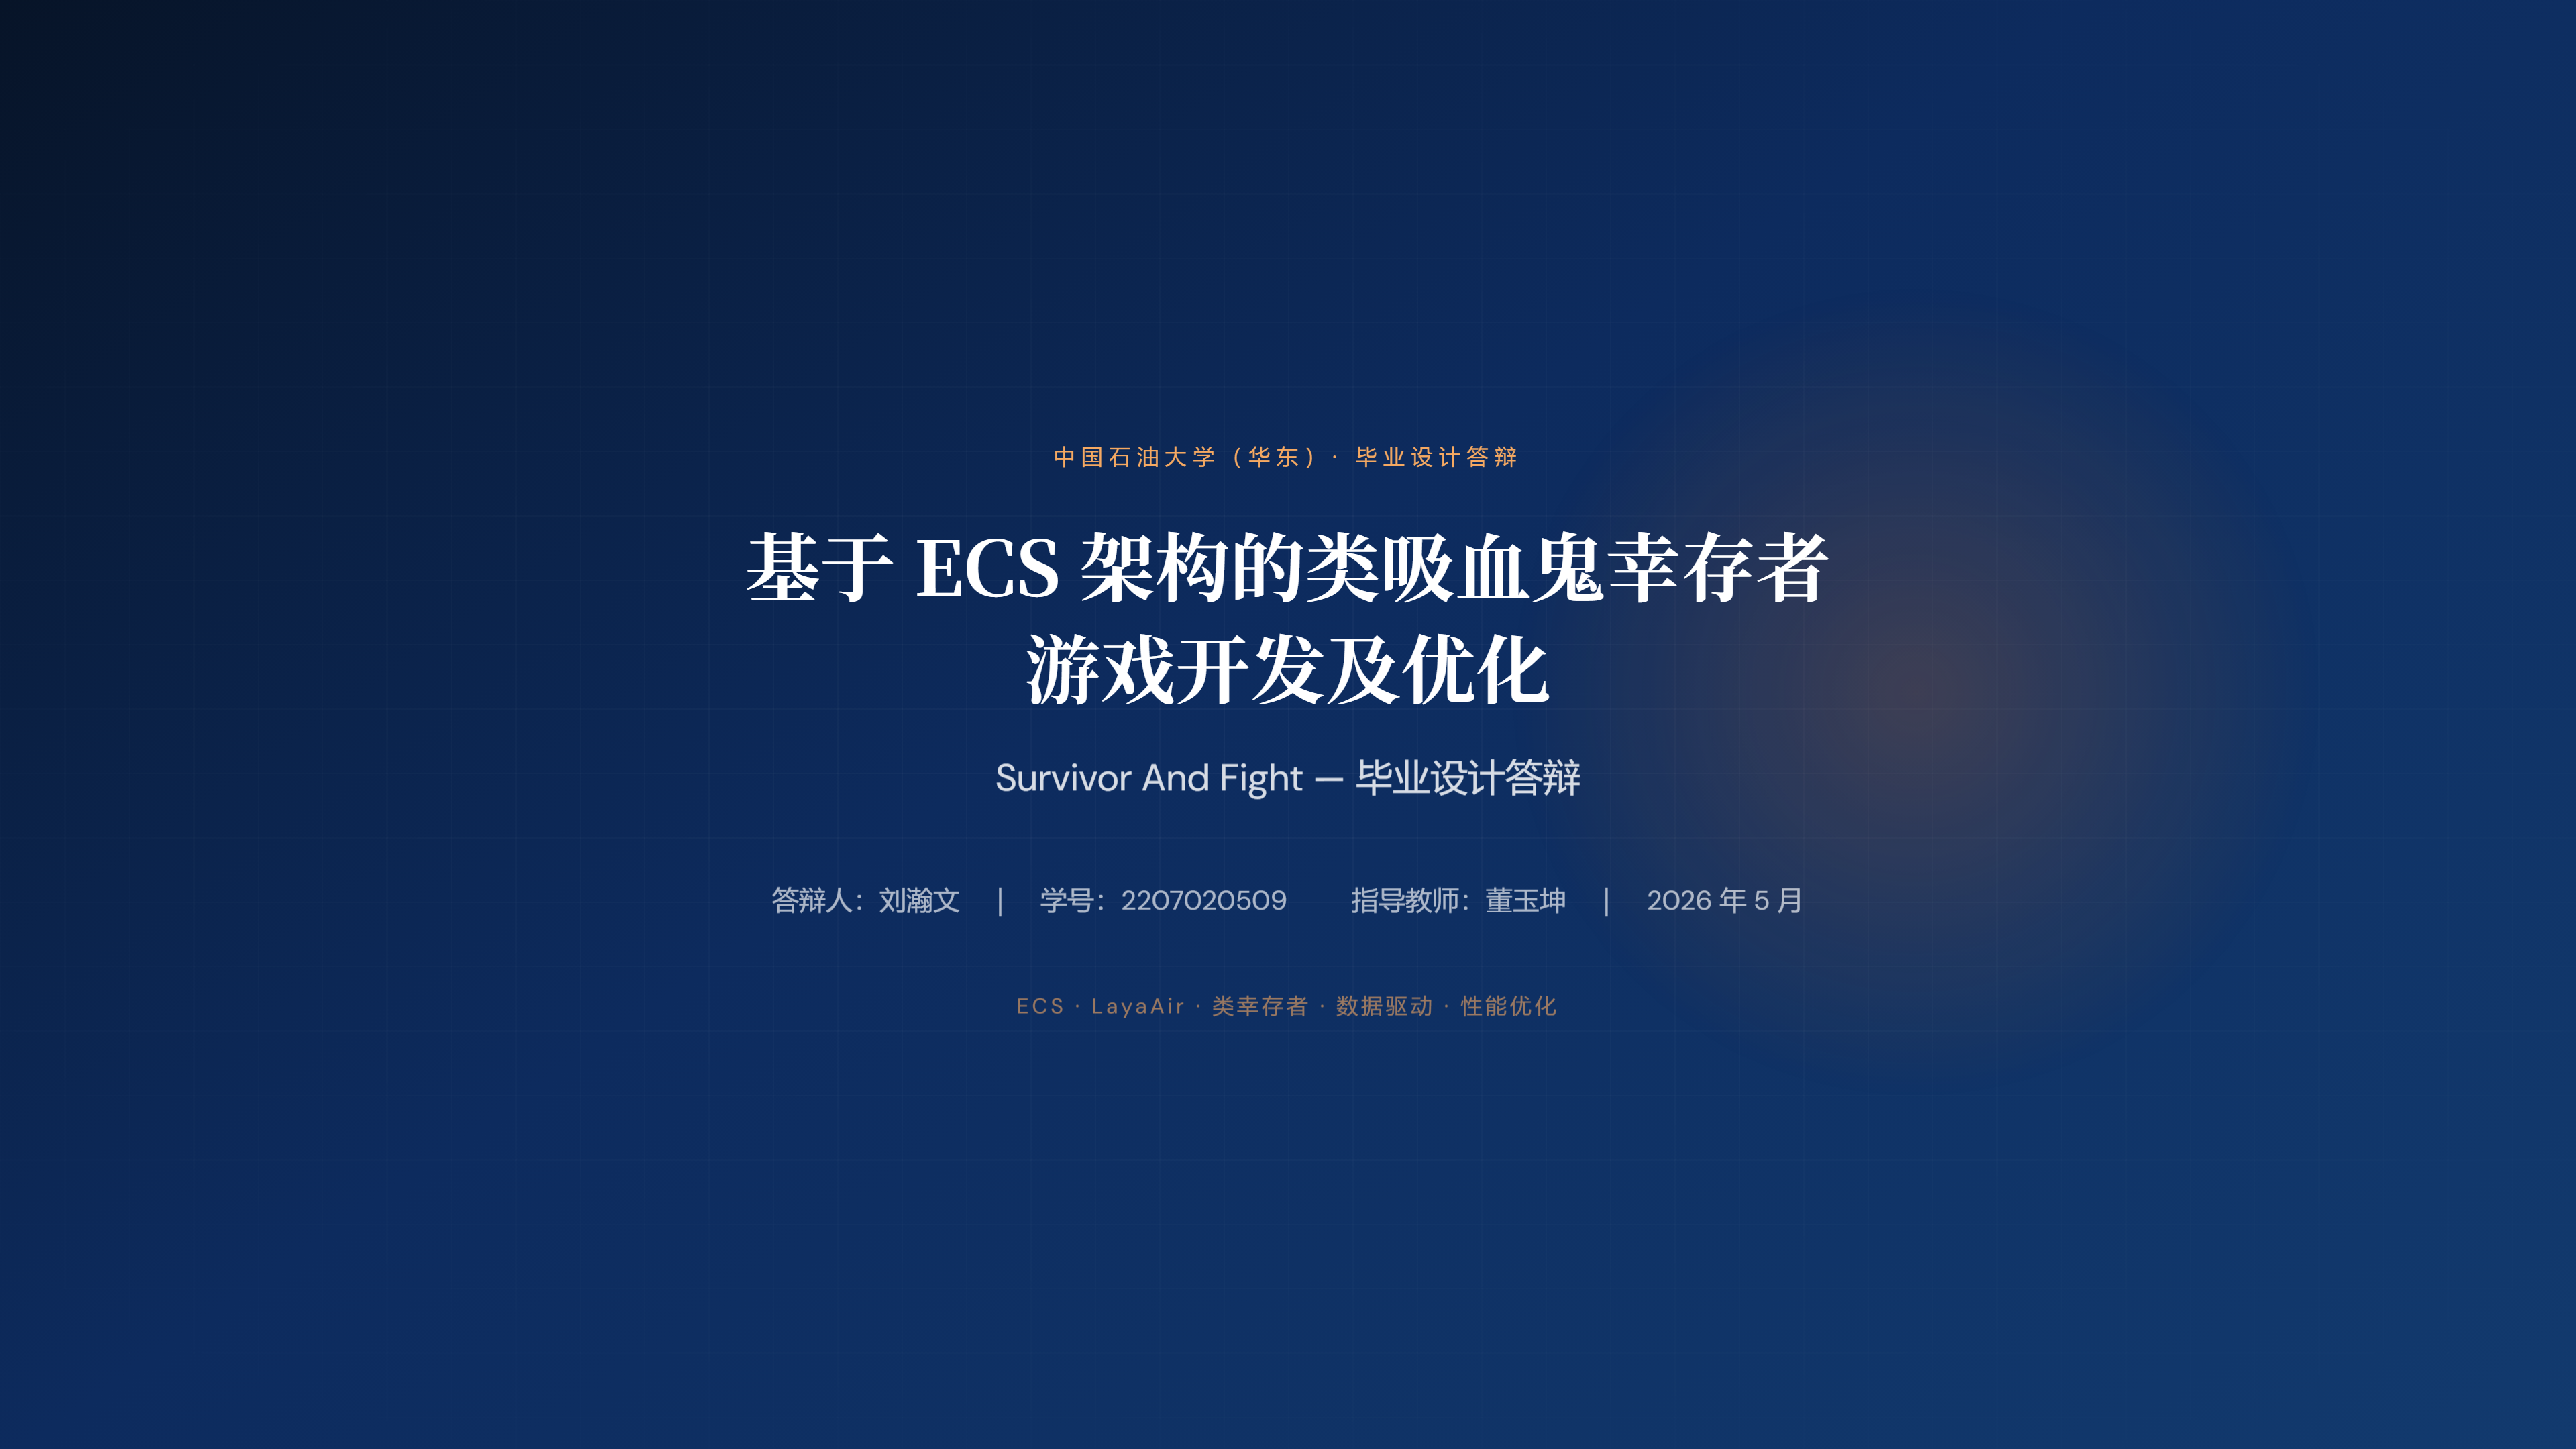 中国石油大学（华东）· 毕业设计答辩
基于 ECS 架构的类吸血鬼幸存者
游戏开发及优化
Survivor And Fight — 毕业设计答辩
答辩人：刘瀚文 | 学号：2207020509 指导教师：董玉坤 | 2026 年 5 月
ECS · LayaAir · 类幸存者 · 数据驱动 · 性能优化